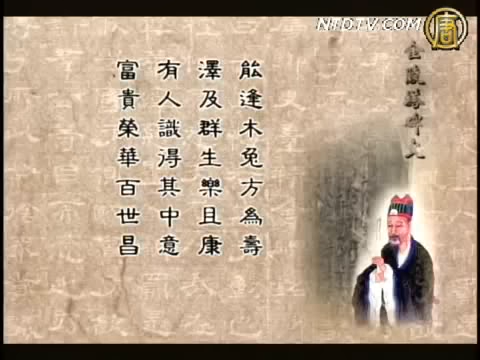 NTDTV.COM
唐
金陵塔碑文
能逢木兔方為壽
澤及群生樂且康
有人識得其中意
富貴榮華百世昌